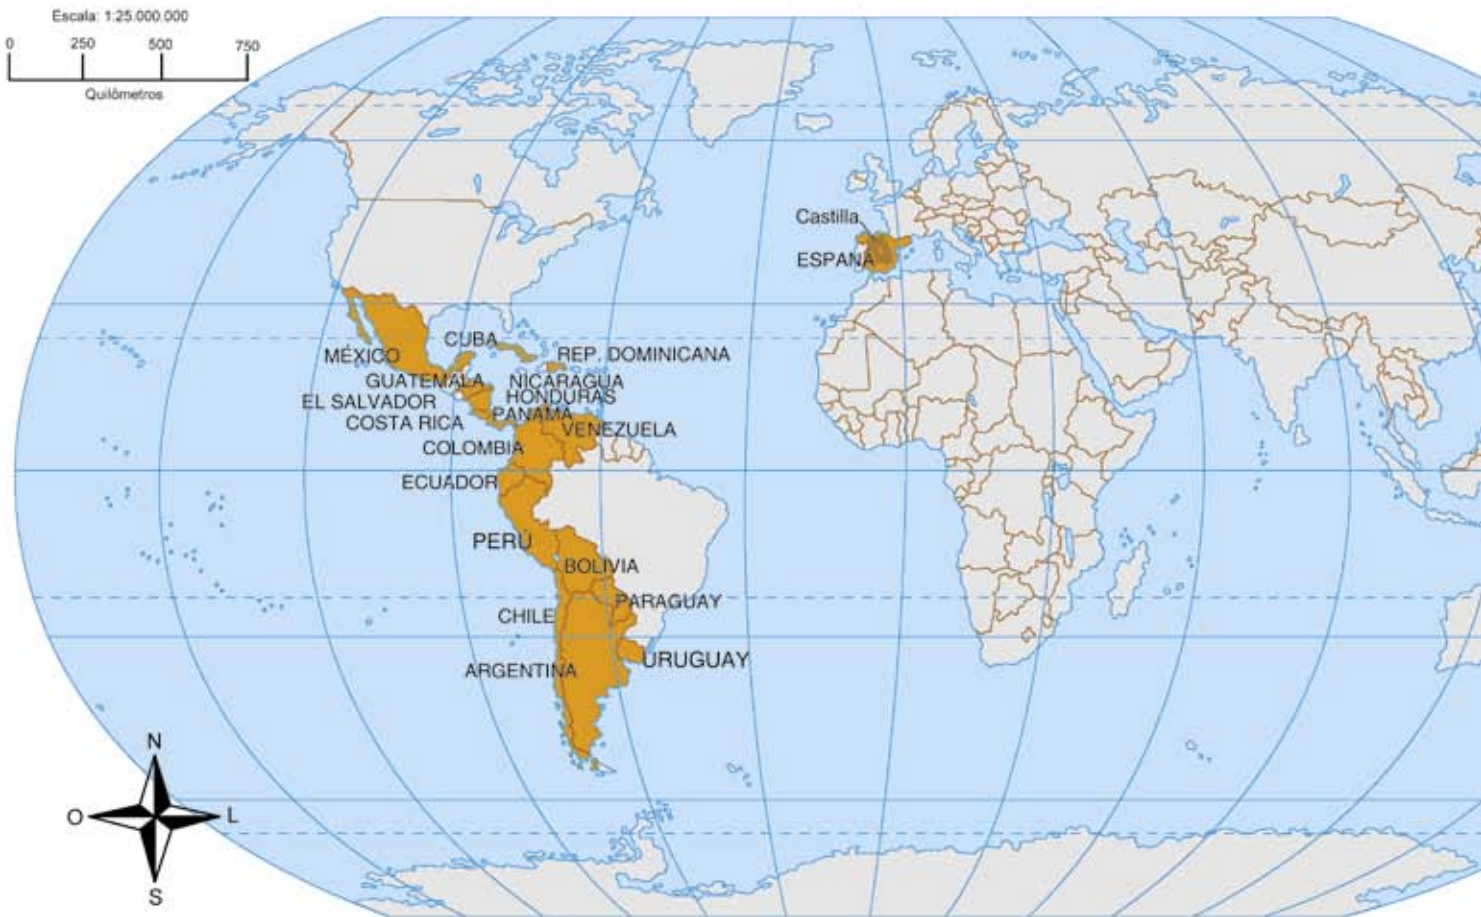 Escala: 1:25.000.000
0 250 500 750
Quilômetros
Castilla
ESPAÑA
CUBA
MÉXICO
REP. DOMINICANA
GUATEMALA
NICARAGUA
EL SALVADOR
HONDURAS
COSTA RICA
PANAMÁ
VENEZUELA
COLOMBIA
ECUADOR
PERÚ
BOLIVIA
CHILE
PARAGUAY
ARGENTINA
URUGUAY
N
O
L
S